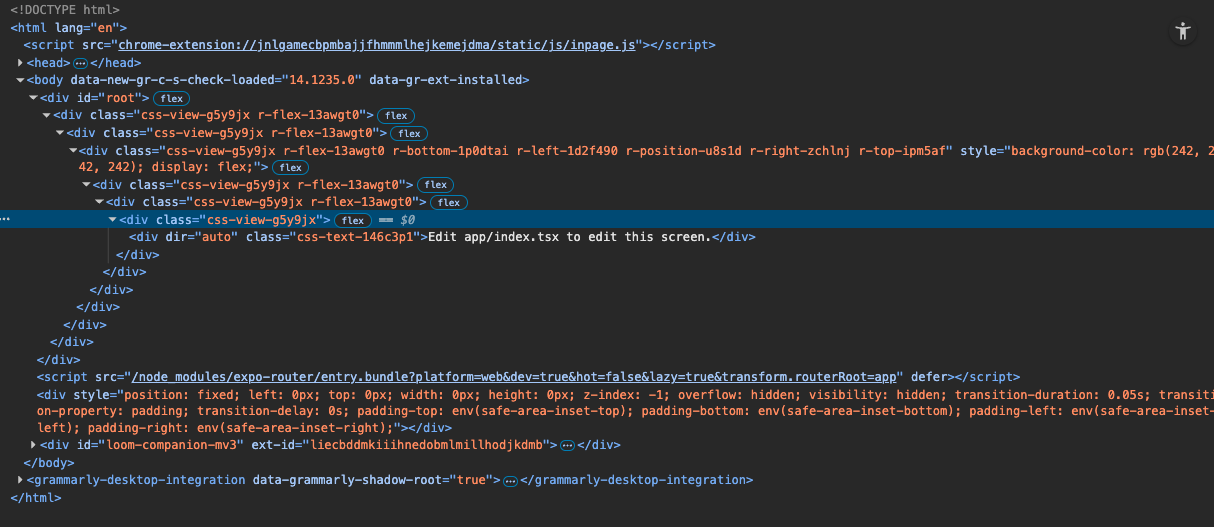 <!DOCTYPE html>
<html lang="en">
<script src="chrome-extension://jnlgamecbpmbajjfhmmmlhejkemejdma/static/js/inpage.js"></script>
▶<head>⋯</head>
▼<body data-new-gr-c-s-check-loaded="14.1235.0" data-gr-ext-installed>
▼<div id="root"> flex
▼<div class="css-view-g5y9jx r-flex-13awgt0"> flex
▼<div class="css-view-g5y9jx r-flex-13awgt0"> flex
▼<div class="css-view-g5y9jx r-flex-13awgt0 r-bottom-1p0dtai r-left-1d2f490 r-position-u8s1d r-right-zchlnj r-top-ipm5af" style="background-color: rgb(242, 2
42, 242); display: flex;"> flex
▼<div class="css-view-g5y9jx r-flex-13awgt0"> flex
▼<div class="css-view-g5y9jx r-flex-13awgt0"> flex
⋯ ▼<div class="css-view-g5y9jx"> flex == $0
<div dir="auto" class="css-text-146c3p1">Edit app/index.tsx to edit this screen.</div>
</div>
</div>
</div>
</div>
</div>
</div>
</div>
<script src="/node_modules/expo-router/entry.bundle?platform=web&dev=true&hot=false&lazy=true&transform.routerRoot=app" defer></script>
<div style="position: fixed; left: 0px; top: 0px; width: 0px; height: 0px; z-index: -1; overflow: hidden; visibility: hidden; transition-duration: 0.05s; transiti
on-property: padding; transition-delay: 0s; padding-top: env(safe-area-inset-top); padding-bottom: env(safe-area-inset-bottom); padding-left: env(safe-area-inset-
left); padding-right: env(safe-area-inset-right);"></div>
▶<div id="loom-companion-mv3" ext-id="liecbddmkiiihnedobmlmillhodjkdmb">⋯</div>
</body>
▶<grammarly-desktop-integration data-grammarly-shadow-root="true">⋯</grammarly-desktop-integration>
</html>